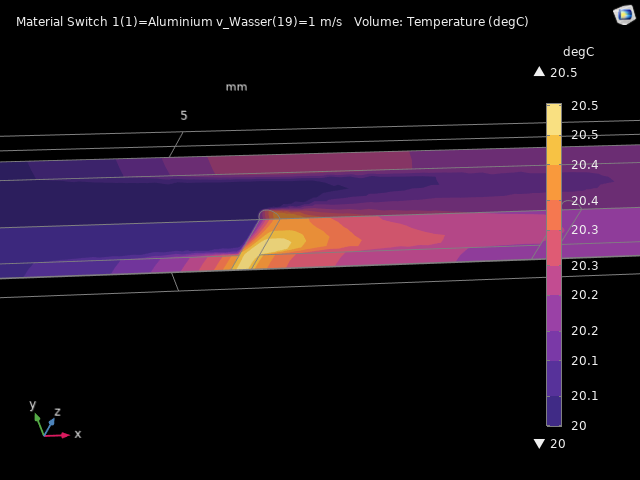 Material Switch 1(1)=Aluminium v_Wasser(19)=1 m/s   Volume: Temperature (degC)
degC
20.5
mm
5
20.5
20.5
20.4
20.4
20.3
20.3
20.2
20.2
20.1
20.1
20
20
y
z
x